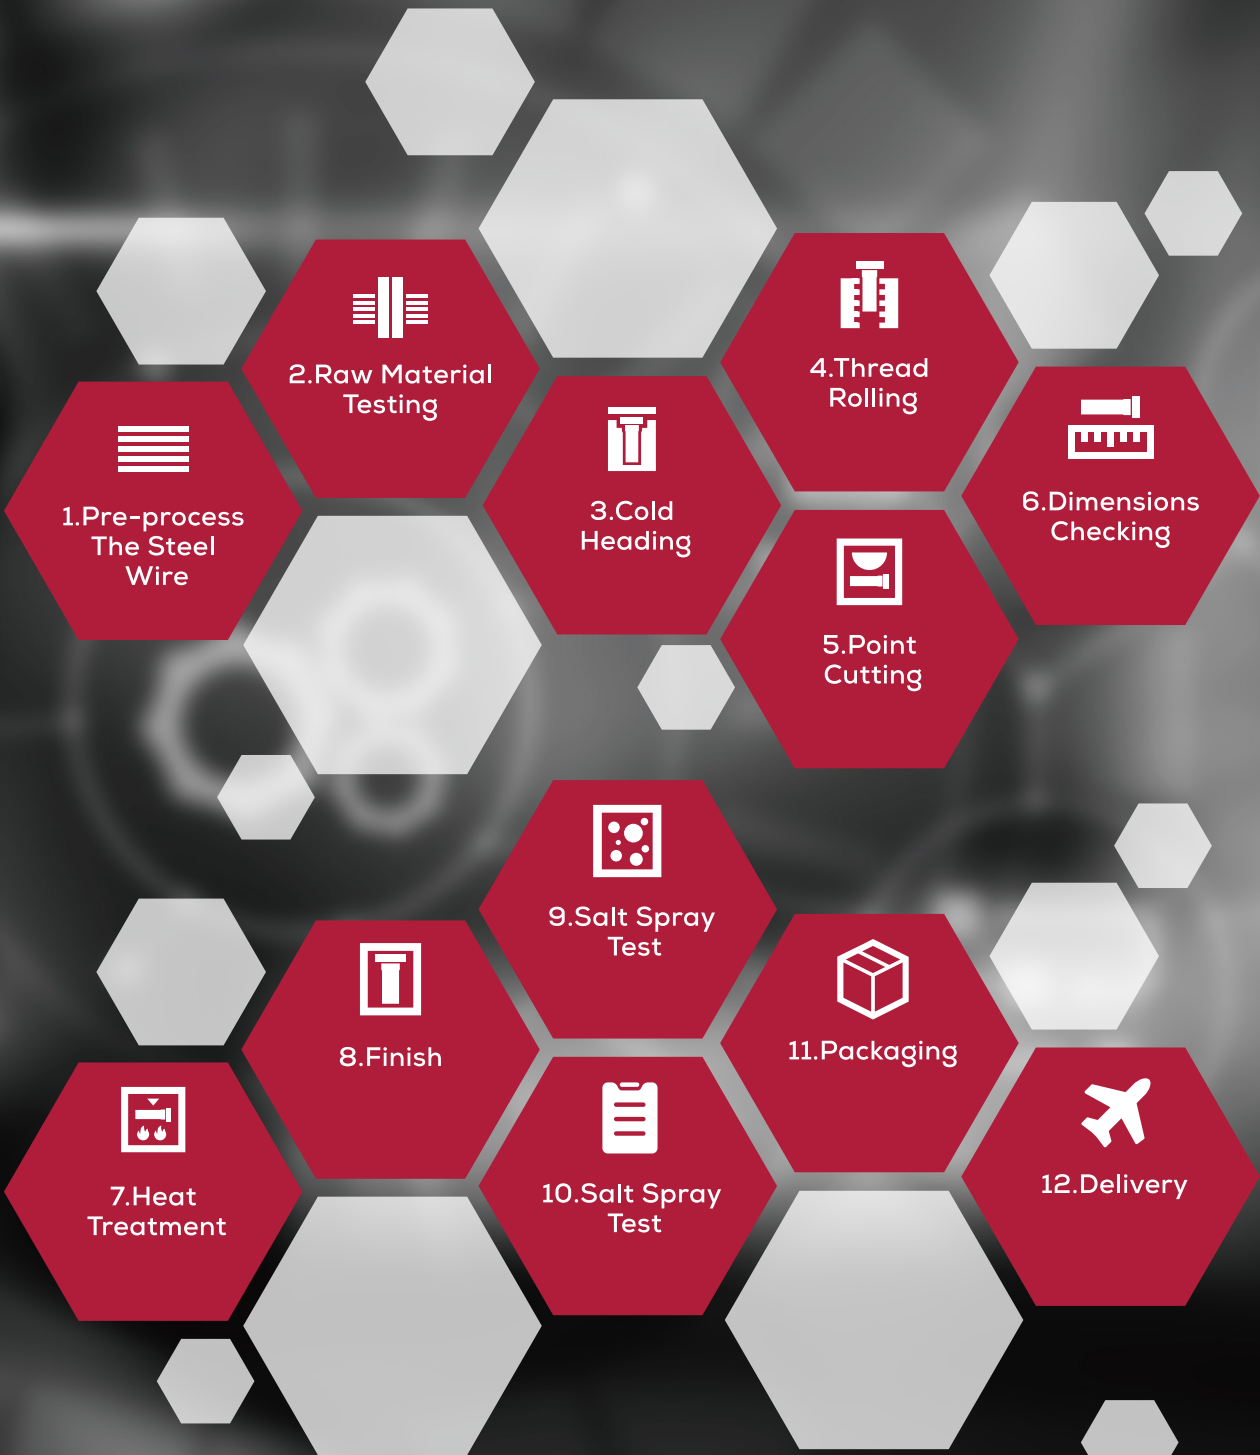 1.Pre-process
The Steel
Wire
2.Raw Material
Testing
3.Cold
Heading
4.Thread
Rolling
5.Point
Cutting
6.Dimensions
Checking
7.Heat
Treatment
8.Finish
9.Salt Spray
Test
10.Salt Spray
Test
11.Packaging
12.Delivery